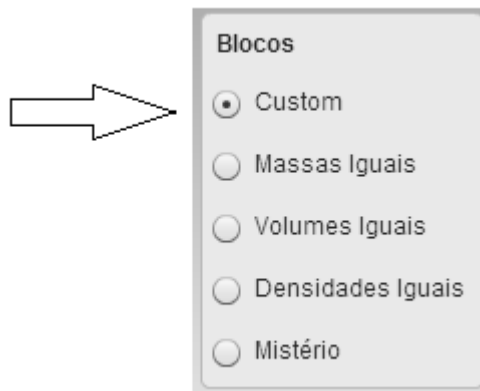 Blocos
Custom
Massas Iguais
Volumes Iguais
Densidades Iguais
Mistério